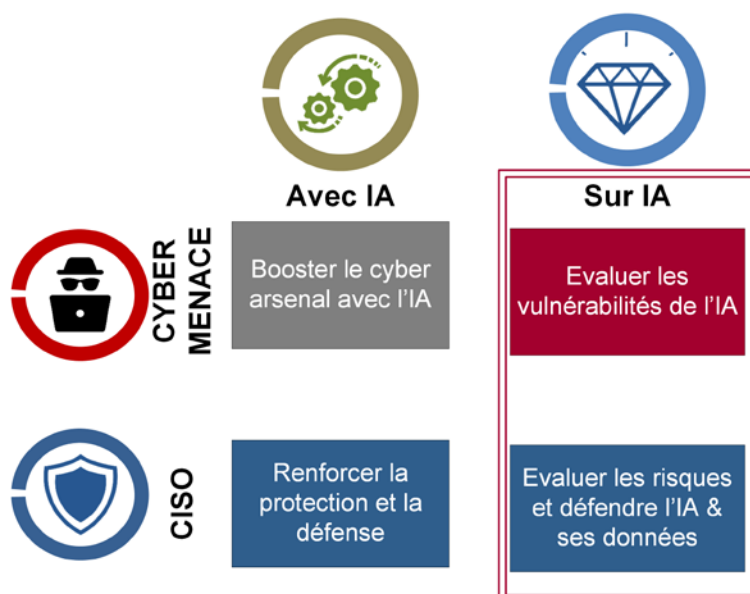 Avec IA
Sur IA
CYBER
MENACE
Booster le cyber
arsenal avec l’IA
Evaluer les
vulnérabilités de l’IA
CISO
Renforcer la
protection et la
défense
Evaluer les risques
et défendre l’IA &
ses données